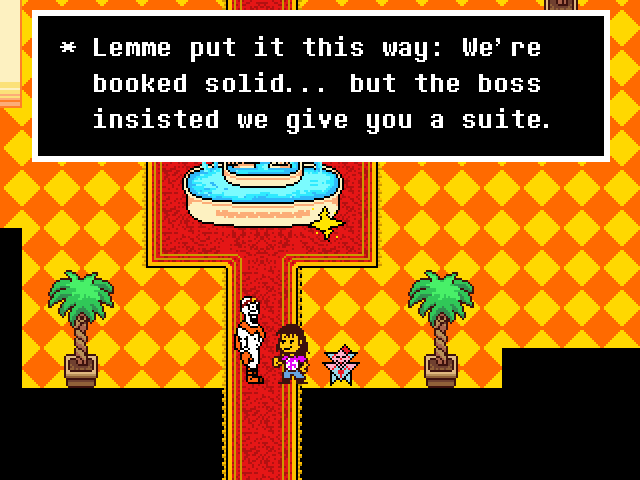 * Lemme put it this way: We're
booked solid... but the boss
insisted we give you a suite.